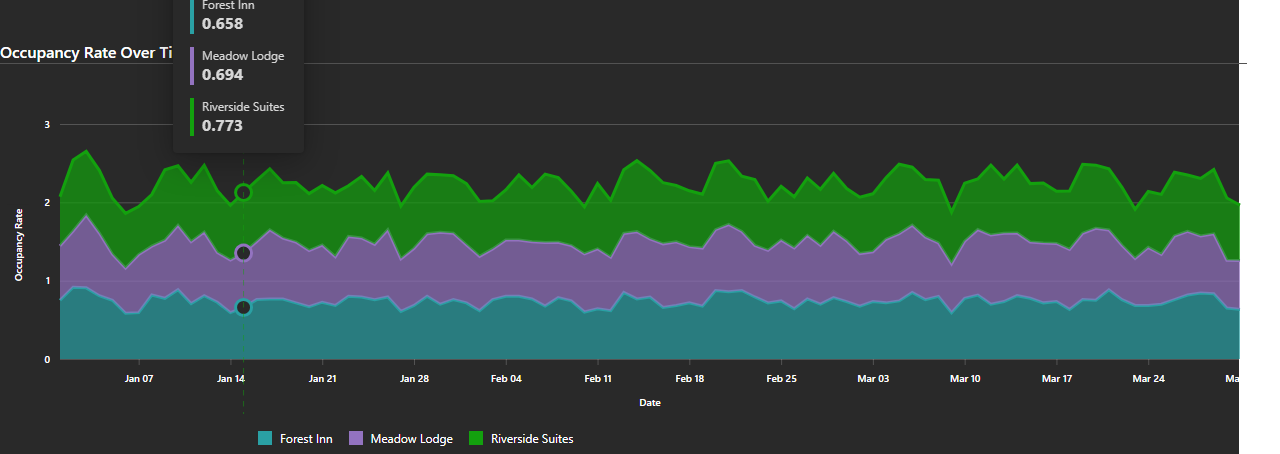 Forest Inn
0.658
Occupancy Rate Over Ti
Meadow Lodge
0.694
Riverside Suites
0.773
3
2
1
0
Occupancy Rate
Jan 07 Jan 14 Jan 21 Jan 28 Feb 04 Feb 11 Feb 18 Feb 25 Mar 03 Mar 10 Mar 17 Mar 24 Ma
Date
Forest Inn Meadow Lodge Riverside Suites